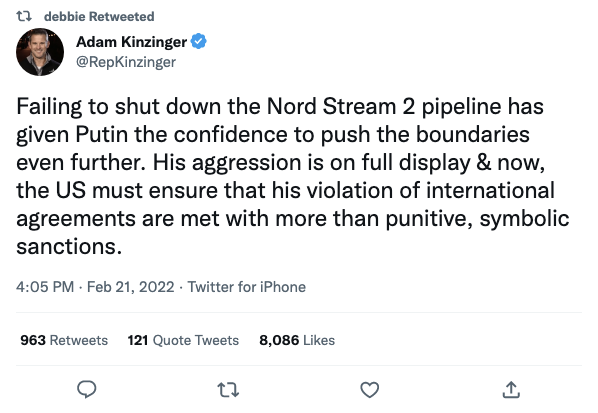 debbie Retweeted
Adam Kinzinger
@RepKinzinger
Failing to shut down the Nord Stream 2 pipeline has
given Putin the confidence to push the boundaries
even further. His aggression is on full display & now,
the US must ensure that his violation of international
agreements are met with more than punitive, symbolic
sanctions.
4:05 PM · Feb 21, 2022 · Twitter for iPhone
963 Retweets 121 Quote Tweets 8,086 Likes